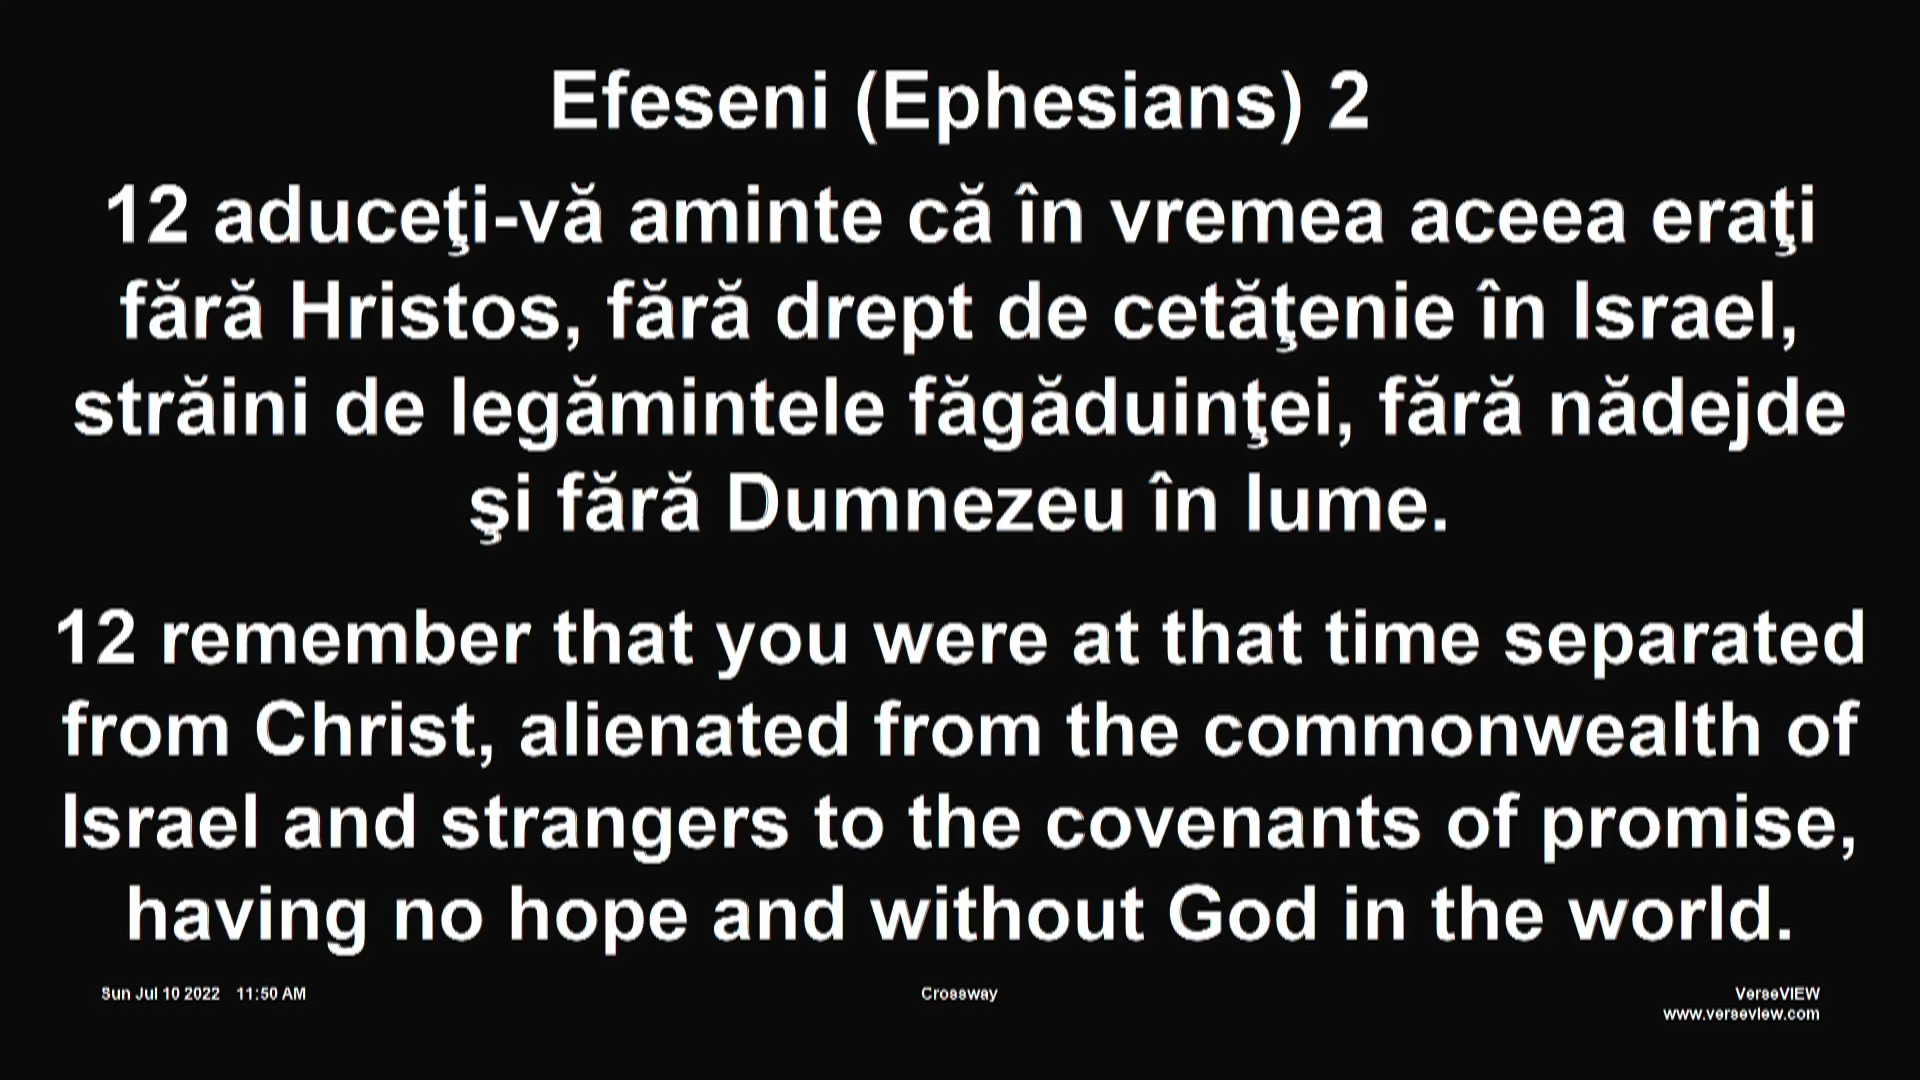 Efeseni (Ephesians) 2
12 aduceţi-vă aminte că în vremea aceea eraţi
fără Hristos, fără drept de cetăţenie în Israel,
străini de legămintele făgăduinţei, fără nădejde
şi fără Dumnezeu în lume.
12 remember that you were at that time separated
from Christ, alienated from the commonwealth of
Israel and strangers to the covenants of promise,
having no hope and without God in the world.
Sun Jul 10 2022 11:50 AM
Crossway
VerseVIEW
www.verseview.com